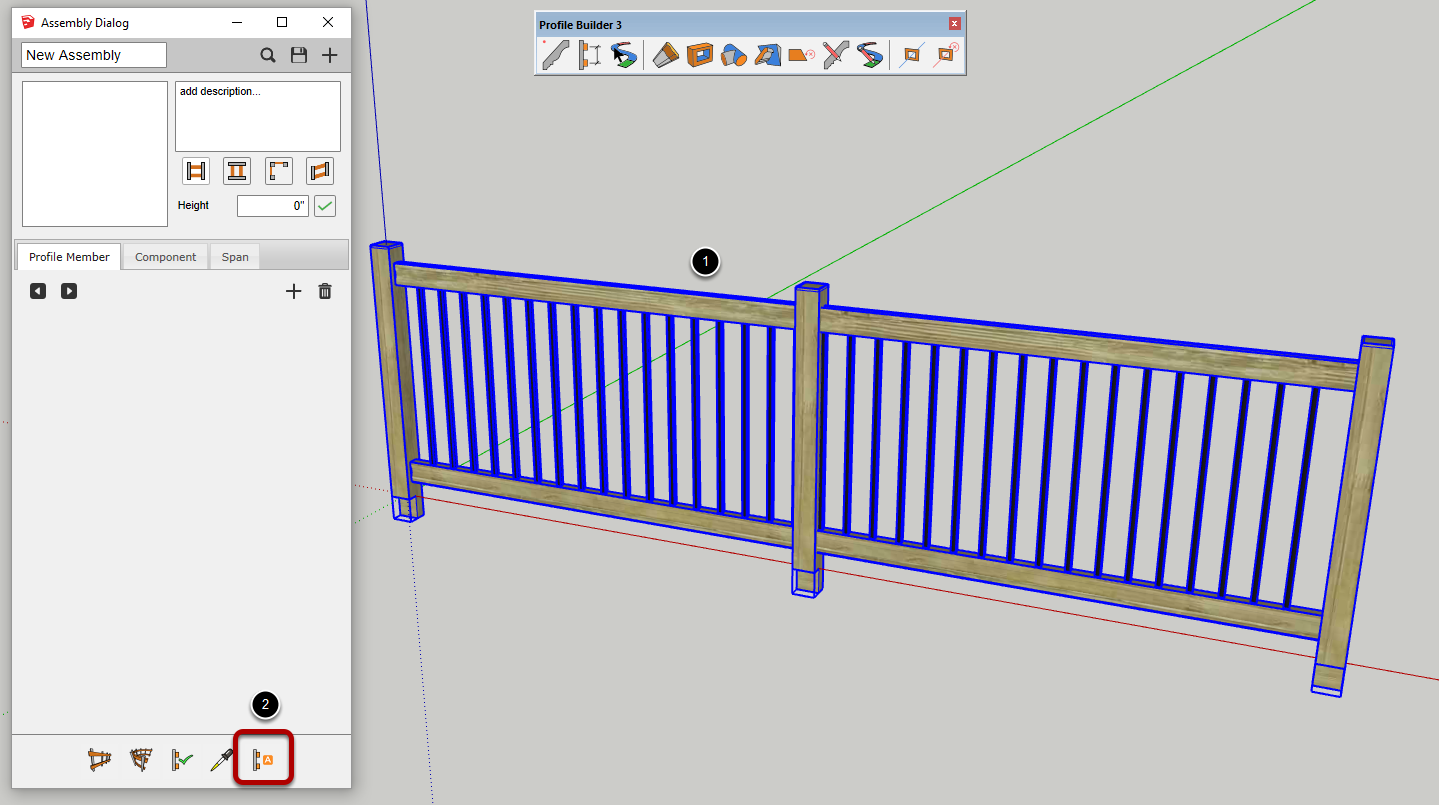 Assembly Dialog
New Assembly
add description...
Height 0"
Profile Member Component Span
2
A
Profile Builder 3
1